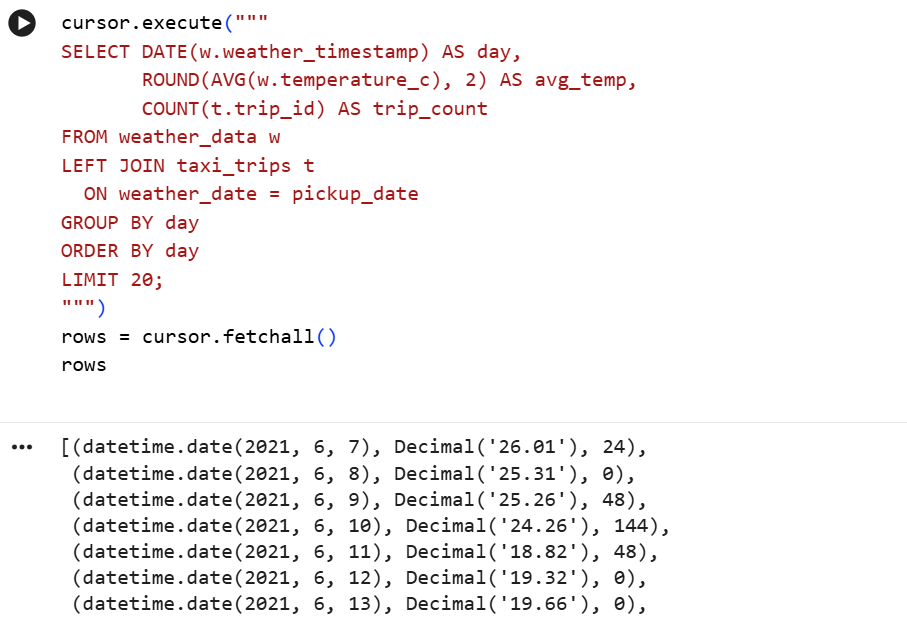 cursor.execute("""
SELECT DATE(w.weather_timestamp) AS day,
       ROUND(AVG(w.temperature_c), 2) AS avg_temp,
       COUNT(t.trip_id) AS trip_count
FROM weather_data w
LEFT JOIN taxi_trips t
  ON weather_date = pickup_date
GROUP BY day
ORDER BY day
LIMIT 20;
""")
rows = cursor.fetchall()
rows
[(datetime.date(2021, 6, 7), Decimal('26.01'), 24),
 (datetime.date(2021, 6, 8), Decimal('25.31'), 0),
 (datetime.date(2021, 6, 9), Decimal('25.26'), 48),
 (datetime.date(2021, 6, 10), Decimal('24.26'), 144),
 (datetime.date(2021, 6, 11), Decimal('18.82'), 48),
 (datetime.date(2021, 6, 12), Decimal('19.32'), 0),
 (datetime.date(2021, 6, 13), Decimal('19.66'), 0),